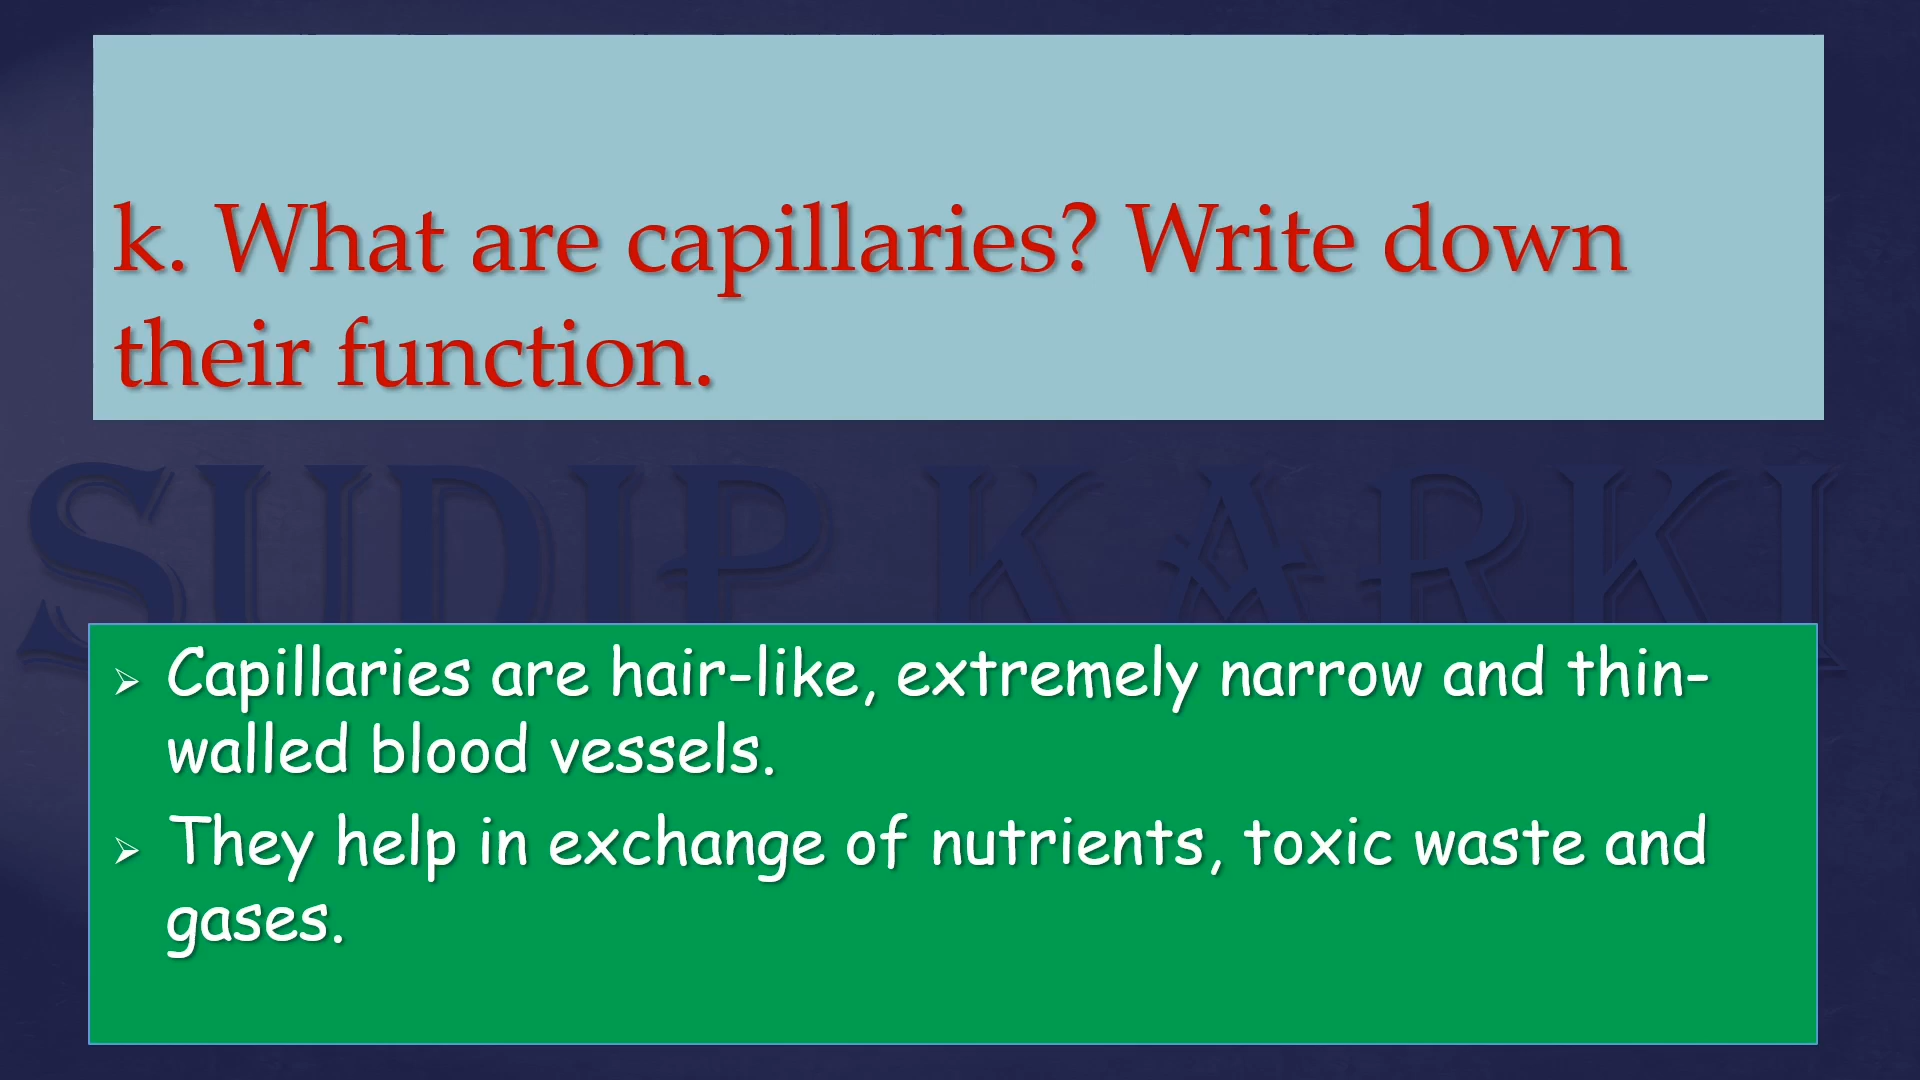 k. What are capillaries? Write down
their function.
SUDIP KARKI
➢ Capillaries are hair-like, extremely narrow and thin-
walled blood vessels.
➢ They help in exchange of nutrients, toxic waste and
gases.